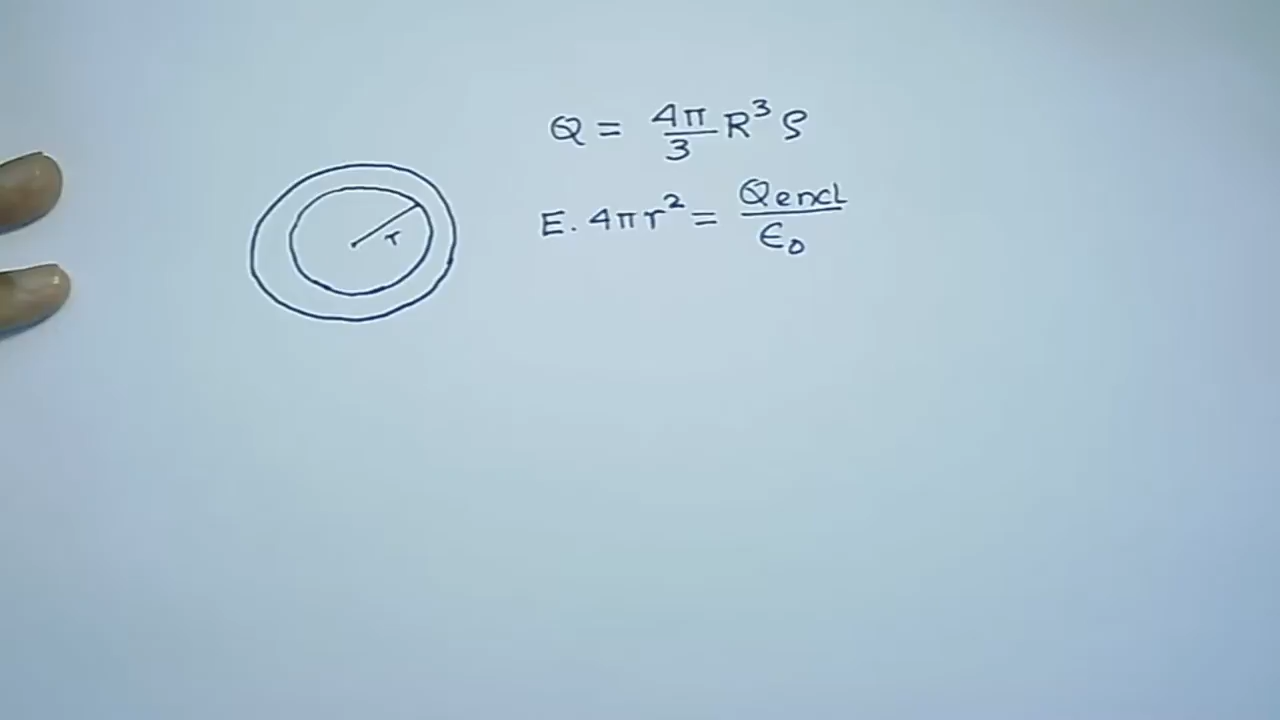 Q = 4π/3 R³ ρ
E. 4πr² = Qencl/ϵ₀
r